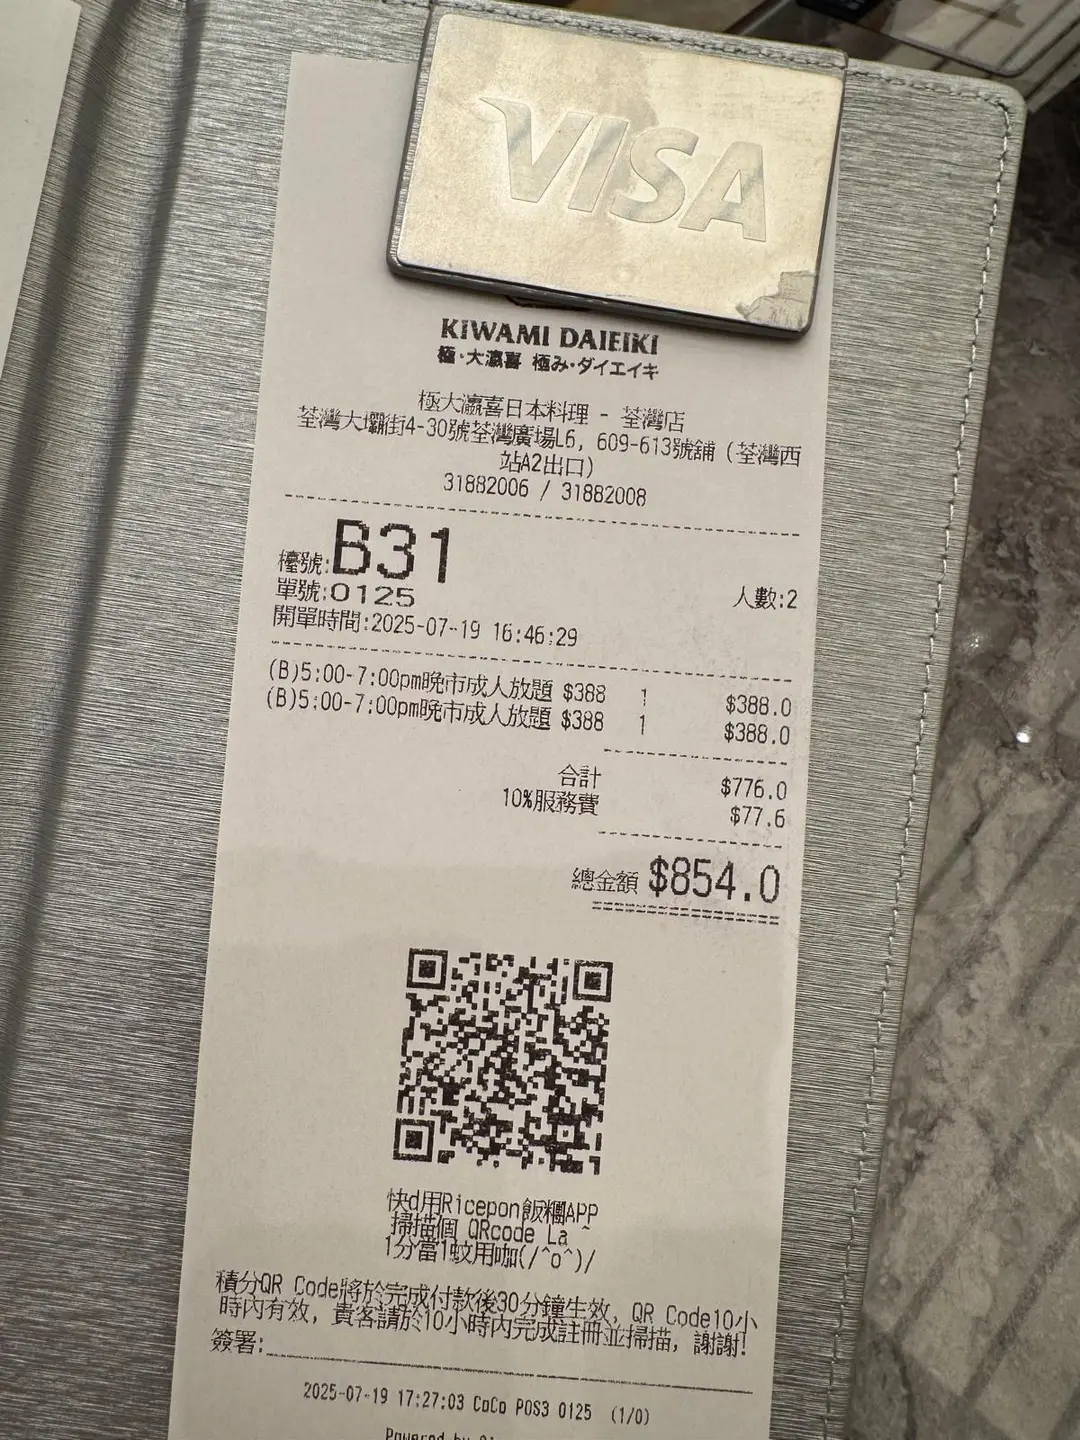 VISA
KIWAMI DAIEIKI
極・大瀛喜 極み・ダイエイキ
極大瀛喜日本料理 - 荃灣店
荃灣大壩街4-30號荃灣廣場L6, 609-613號舖 (荃灣西
站A2出口)
31882006 / 31882008
檯號:B31
單號:0125 人數:2
開單時間:2025-07-19 16:46:29
(B)5:00-7:00pm晚市成人放題 $388 1 $388.0
(B)5:00-7:00pm晚市成人放題 $388 1 $388.0
合計 $776.0
10%服務費 $77.6
總金額 $854.0
快d用Ricepon飯糰APP
掃描個 QRcode La ^
1分當1蚊用咖(/^o^)/
積分QR Code將於完成付款後30分鐘生效, QR Code10小
時內有效, 貴客請於10小時內完成註冊並掃描, 謝謝!
簽署:
2025-07-19 17:27:03 CoCo POS3 0125 (1/0)
Powered by